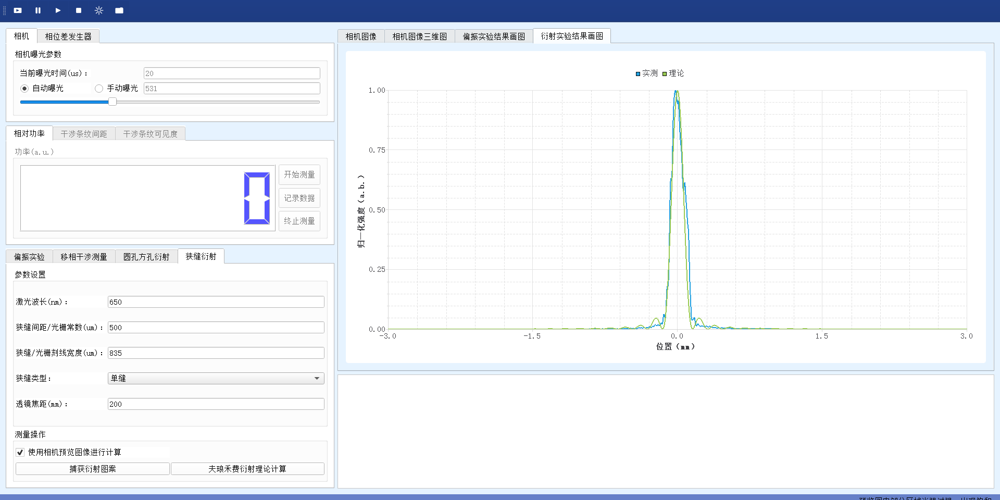 相机
相位差发生器
相机曝光参数
当前曝光时间(us)：
20
自动曝光
手动曝光
531
相对功率
干涉条纹间距
干涉条纹可见度
功率(a.u.)
0
开始测量
记录数据
终止测量
偏振实验
移相干涉测量
圆孔方孔衍射
狭缝衍射
参数设置
激光波长(nm)：
650
狭缝间距/光栅常数(um)：
500
狭缝/光栅刻线宽度(um)：
835
狭缝类型：
单缝
透镜焦距(mm)：
200
测量操作
使用相机预览图像进行计算
捕获衍射图案
夫琅禾费衍射理论计算
相机图像
相机图像三维图
偏振实验结果画图
衍射实验结果画图
实测
理论
1.00
0.75
0.50
0.25
0.00
归一化强度(a.b.)
-3.0
-1.5
0.0
1.5
3.0
位置(mm)